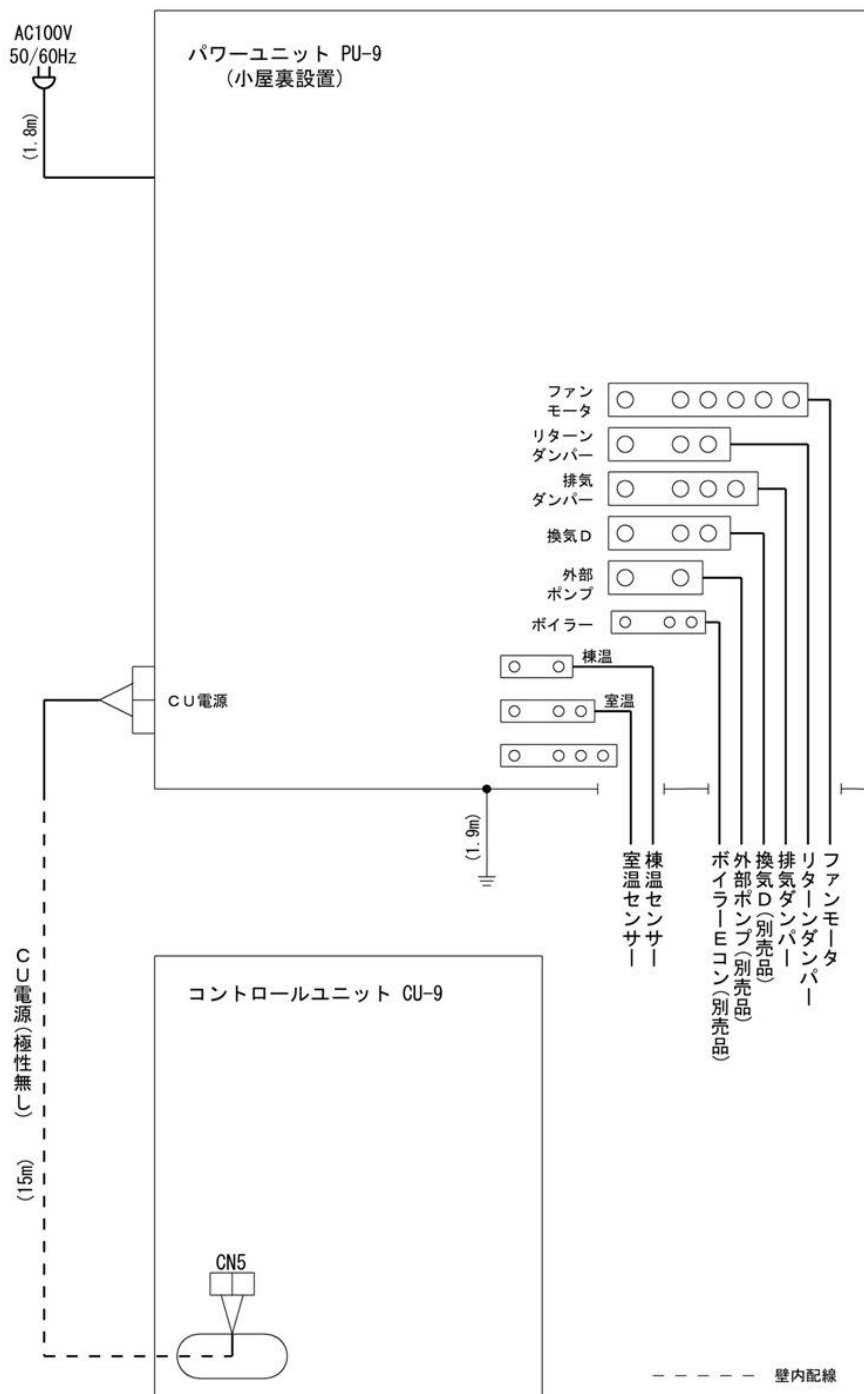 AC100V
50/60Hz
(1.8m)
パワーユニット PU-9
(小屋裏設置)
ファン
モータ
リターン
ダンパー
排気
ダンパー
換気D
外部
ポンプ
ボイラー
棟温
室温
CU電源
(1.9m)
室温センサー
棟温センサー
ボイラーEコン(別売品)
外部ポンプ(別売品)
換気D(別売品)
排気ダンパー
リターンダンパー
ファンモータ
CU電源(極性無し) (15m)
コントロールユニット CU-9
CN5
壁内配線